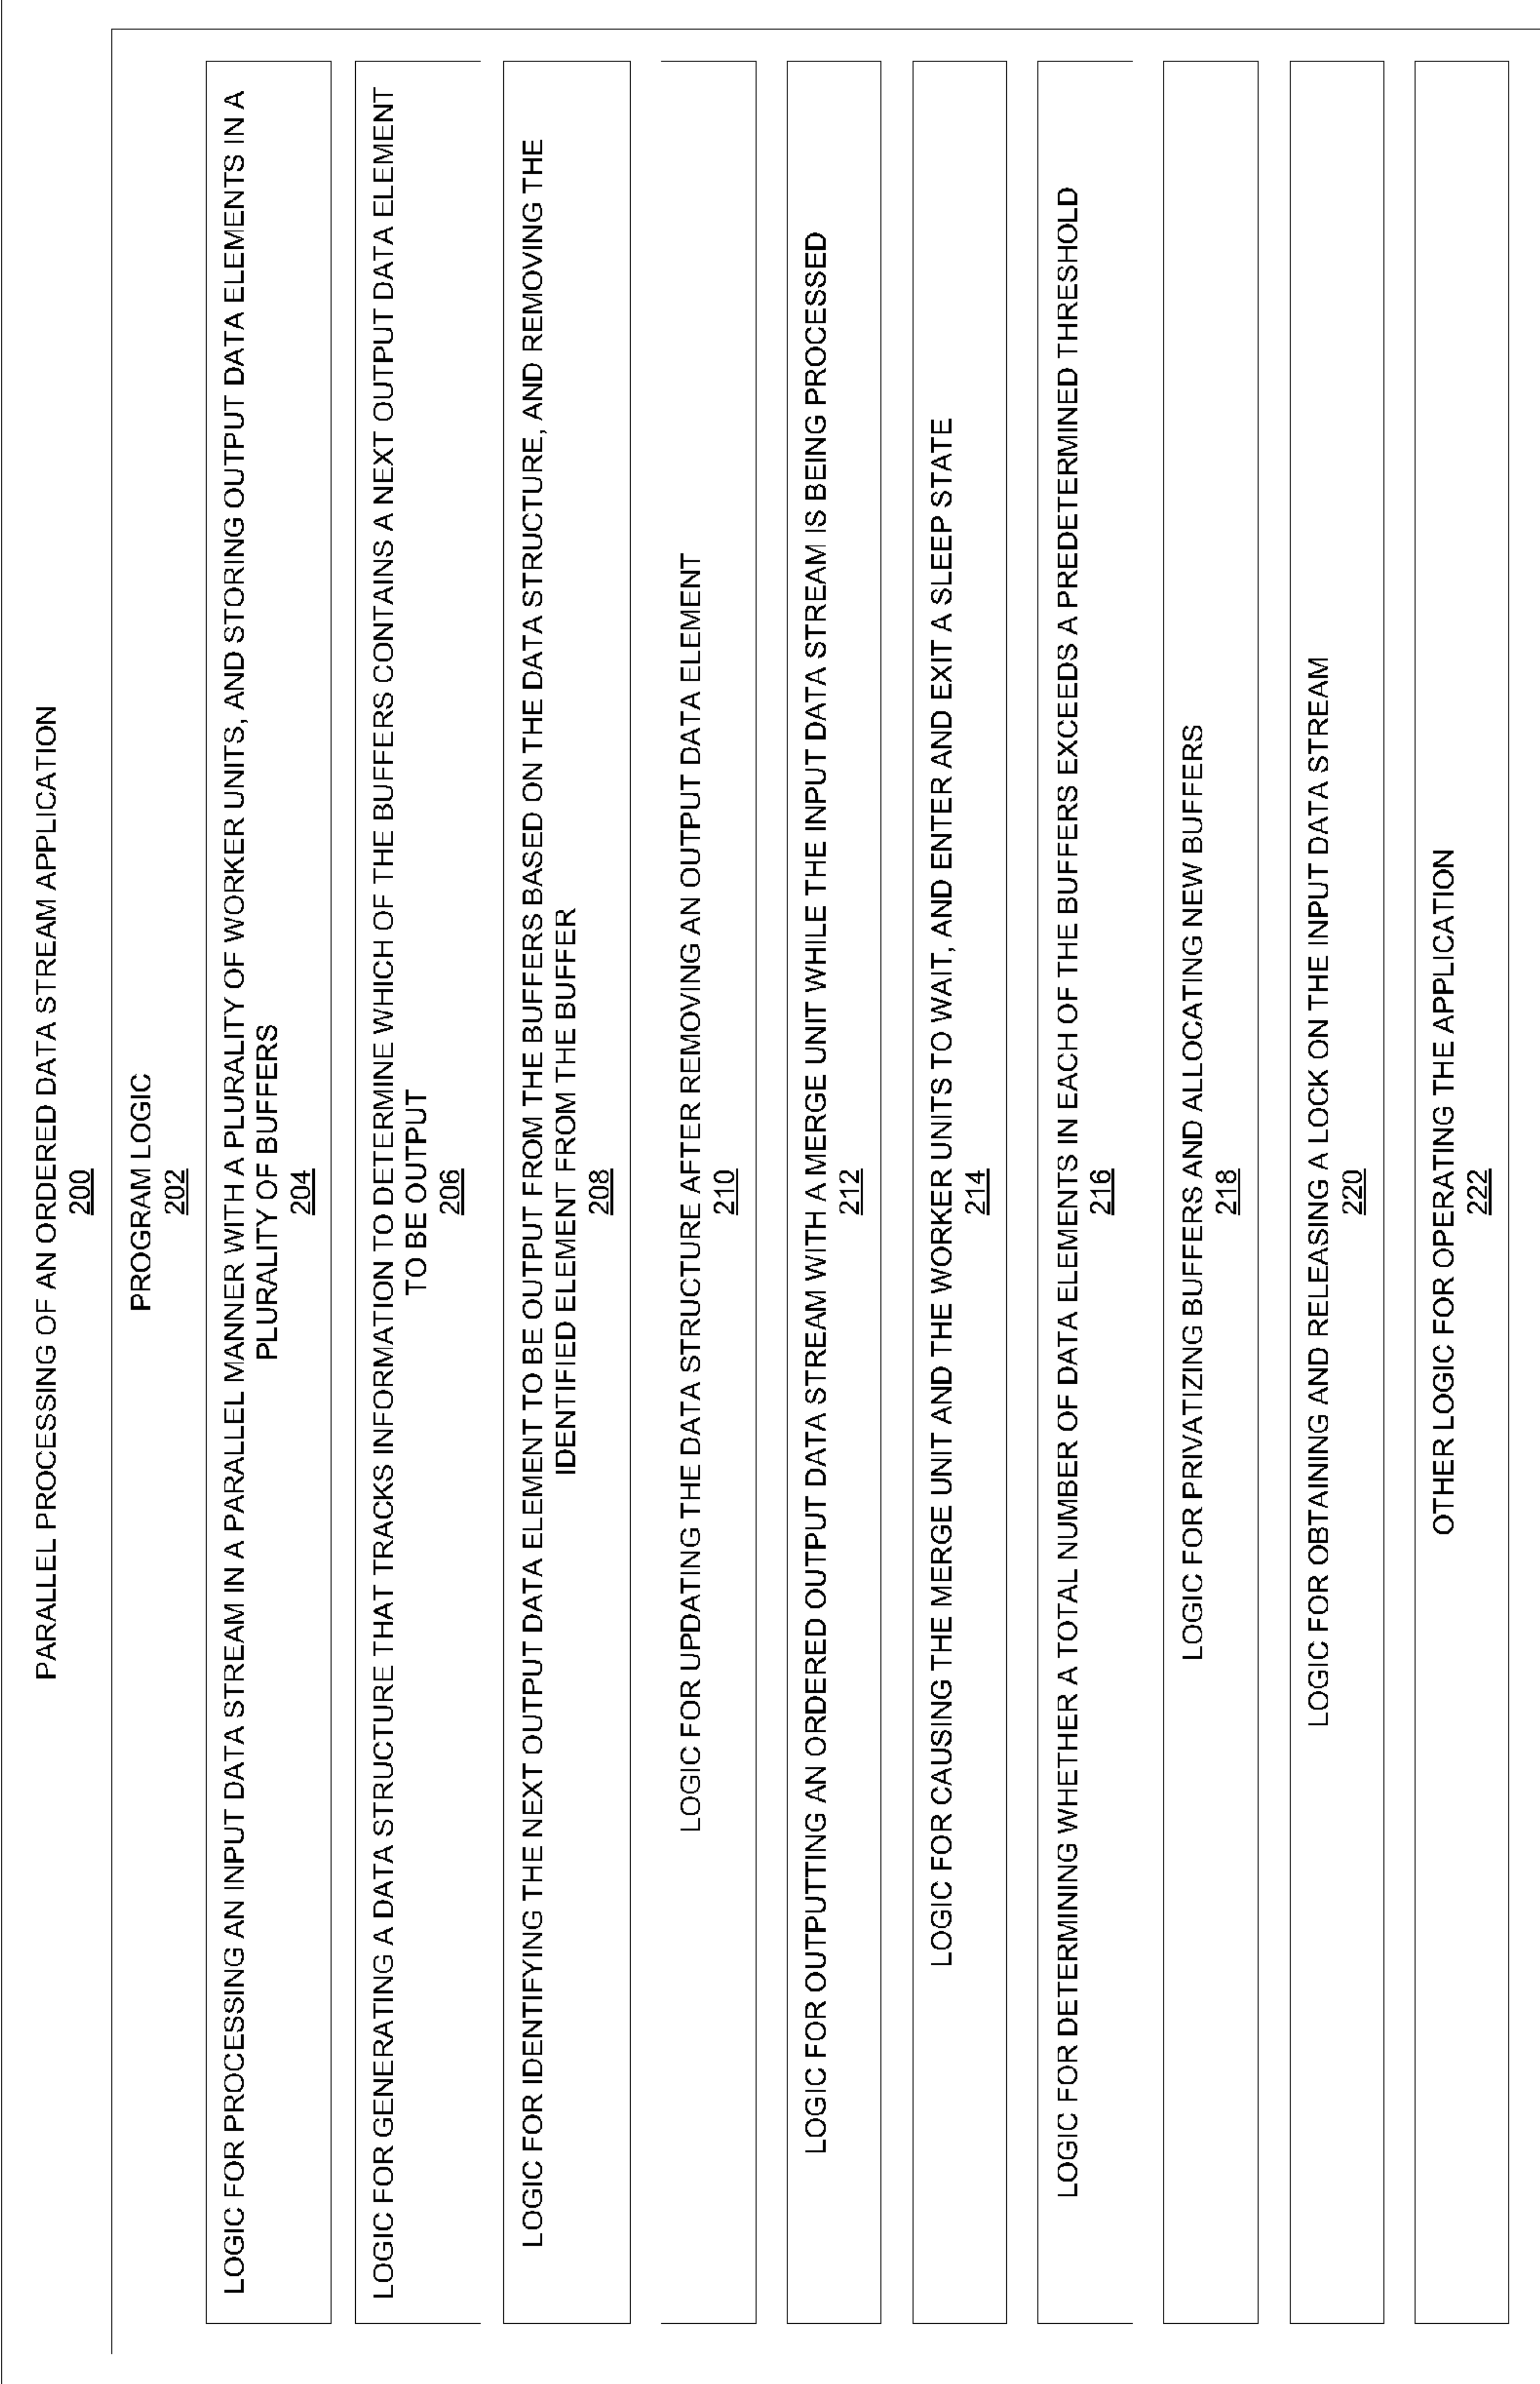 PARALLEL PROCESSING OF AN ORDERED DATA STREAM APPLICATION
200
PROGRAM LOGIC
202
LOGIC FOR PROCESSING AN INPUT DATA STREAM IN A PARALLEL MANNER WITH A PLURALITY OF WORKER UNITS, AND STORING OUTPUT DATA ELEMENTS IN A
PLURALITY OF BUFFERS
204
LOGIC FOR GENERATING A DATA STRUCTURE THAT TRACKS INFORMATION TO DETERMINE WHICH OF THE BUFFERS CONTAINS A NEXT OUTPUT DATA ELEMENT
TO BE OUTPUT
206
LOGIC FOR IDENTIFYING THE NEXT OUTPUT DATA ELEMENT TO BE OUTPUT FROM THE BUFFERS BASED ON THE DATA STRUCTURE, AND REMOVING THE
IDENTIFIED ELEMENT FROM THE BUFFER
208
LOGIC FOR UPDATING THE DATA STRUCTURE AFTER REMOVING AN OUTPUT DATA ELEMENT
210
LOGIC FOR OUTPUTTING AN ORDERED OUTPUT DATA STREAM WITH A MERGE UNIT WHILE THE INPUT DATA STREAM IS BEING PROCESSED
212
LOGIC FOR CAUSING THE MERGE UNIT AND THE WORKER UNITS TO WAIT, AND ENTER AND EXIT A SLEEP STATE
214
LOGIC FOR DETERMINING WHETHER A TOTAL NUMBER OF DATA ELEMENTS IN EACH OF THE BUFFERS EXCEEDS A PREDETERMINED THRESHOLD
216
LOGIC FOR PRIVATIZING BUFFERS AND ALLOCATING NEW BUFFERS
218
LOGIC FOR OBTAINING AND RELEASING A LOCK ON THE INPUT DATA STREAM
220
OTHER LOGIC FOR OPERATING THE APPLICATION
222